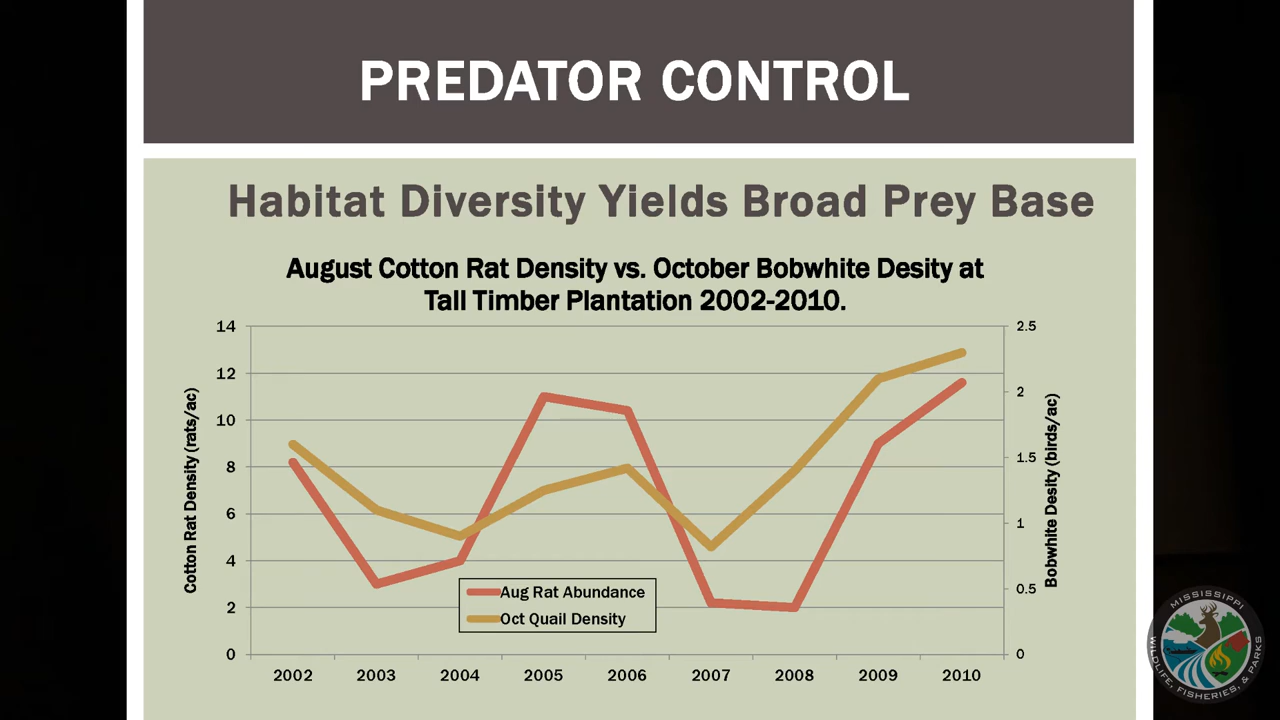 PREDATOR CONTROL
Habitat Diversity Yields Broad Prey Base
August Cotton Rat Density vs. October Bobwhite Desity at
Tall Timber Plantation 2002-2010.
14
12
10
8
6
4
2
0
Cotton Rat Density (rats/ac)
2.5
2
1.5
1
0.5
0
Bobwhite Desity (birds/ac)
Aug Rat Abundance
Oct Quail Density
2002 2003 2004 2005 2006 2007 2008 2009 2010
MISSISSIPPI
WILDLIFE, FISHERIES, & PARKS